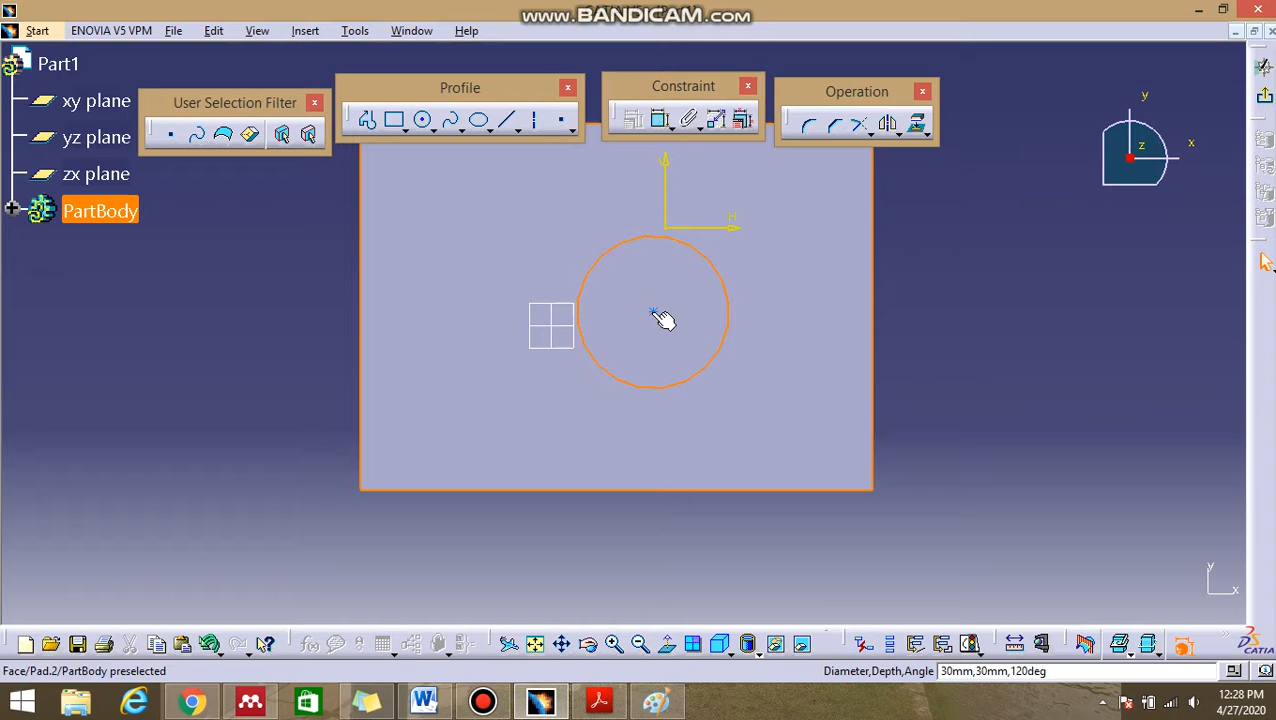 www.BANDICAM.com
Start
ENOVIA V5 VPM
File
Edit
View
Insert
Tools
Window
Help
Part1
xy plane
yz plane
zx plane
PartBody
User Selection Filter
Profile
Constraint
Operation
y
x
z
V
H
y
x
CATIA
Face/Pad.2/PartBody preselected
Diameter,Depth,Angle
30mm,30mm,120deg
12:28 PM
4/27/2020